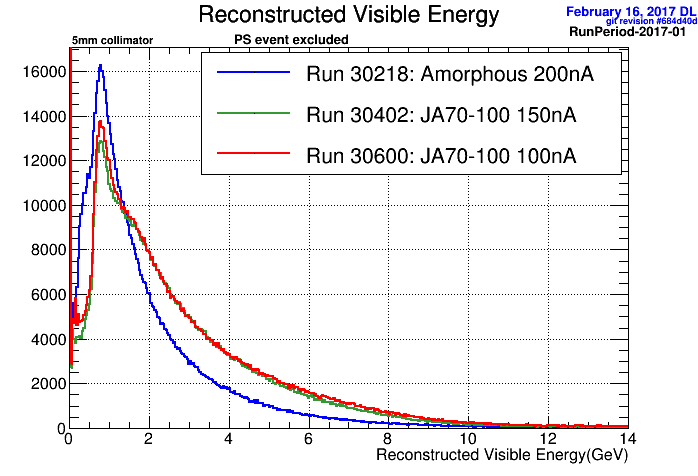 Reconstructed Visible Energy
February 16, 2017 DL
git revision #684d40d
RunPeriod-2017-01
5mm collimator
PS event excluded
Run 30218: Amorphous 200nA
Run 30402: JA70-100 150nA
Run 30600: JA70-100 100nA
16000
14000
12000
10000
8000
6000
4000
2000
0
0 2 4 6 8 10 12 14
Reconstructed Visible Energy(GeV)